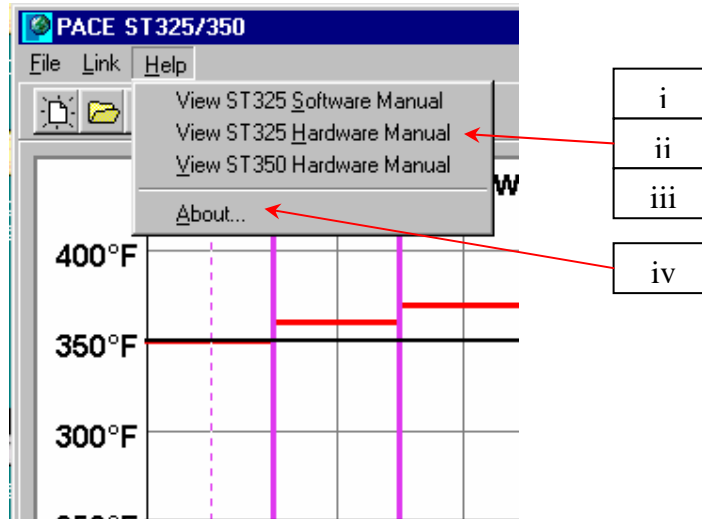 PACE ST325/350
File Link Help
View ST325 Software Manual
View ST325 Hardware Manual
View ST350 Hardware Manual
About...
i
ii
iii
iv
W
400°F
350°F
300°F